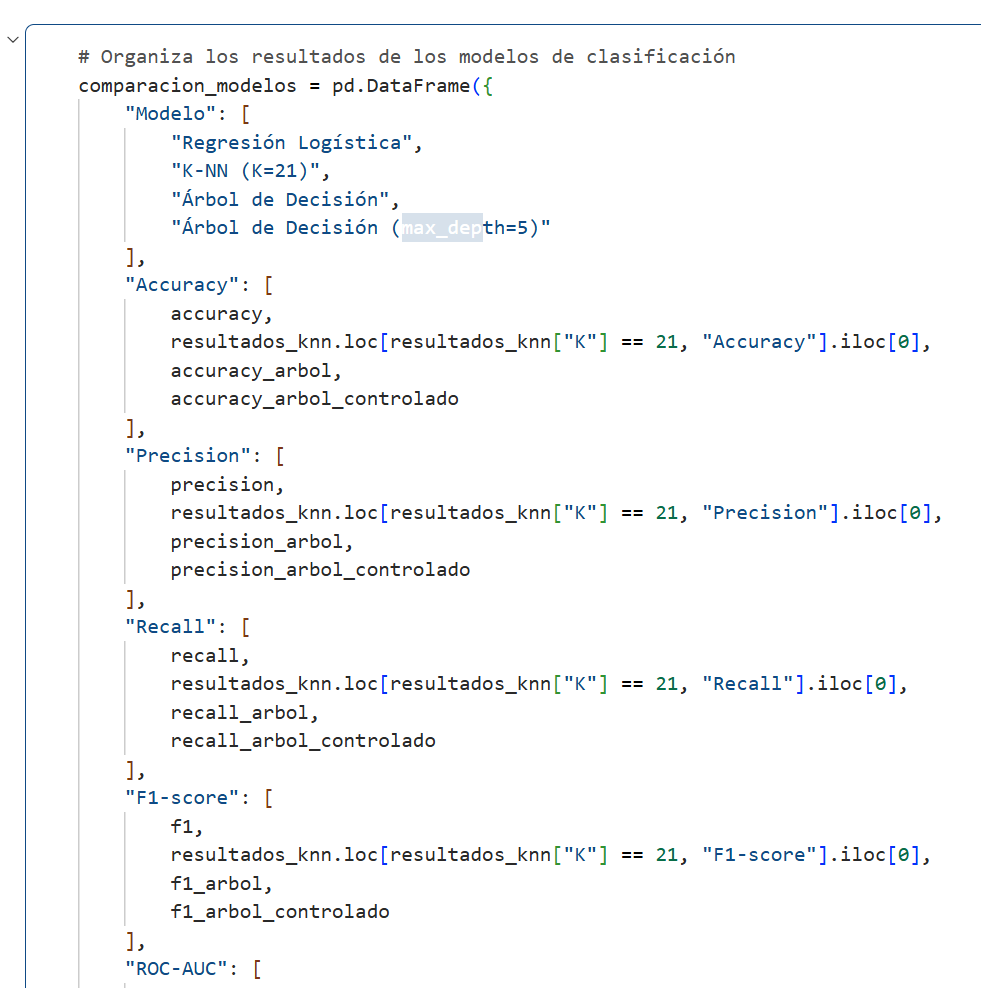 # Organiza los resultados de los modelos de clasificación
comparacion_modelos = pd.DataFrame({
    "Modelo": [
        "Regresión Logística",
        "K-NN (K=21)",
        "Árbol de Decisión",
        "Árbol de Decisión (max_depth=5)"
    ],
    "Accuracy": [
        accuracy,
        resultados_knn.loc[resultados_knn["K"] == 21, "Accuracy"].iloc[0],
        accuracy_arbol,
        accuracy_arbol_controlado
    ],
    "Precision": [
        precision,
        resultados_knn.loc[resultados_knn["K"] == 21, "Precision"].iloc[0],
        precision_arbol,
        precision_arbol_controlado
    ],
    "Recall": [
        recall,
        resultados_knn.loc[resultados_knn["K"] == 21, "Recall"].iloc[0],
        recall_arbol,
        recall_arbol_controlado
    ],
    "F1-score": [
        f1,
        resultados_knn.loc[resultados_knn["K"] == 21, "F1-score"].iloc[0],
        f1_arbol,
        f1_arbol_controlado
    ],
    "ROC-AUC": [